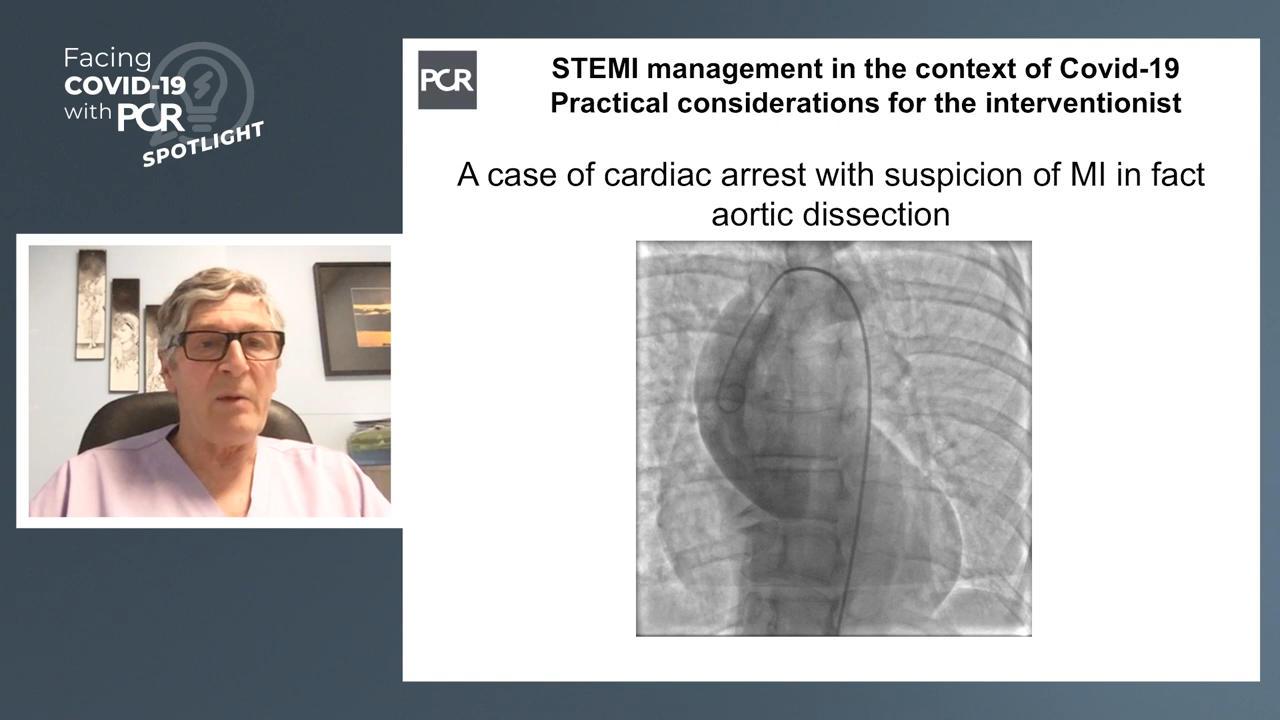 Facing
COVID-19
with PCR
SPOTLIGHT
PCR
STEMI management in the context of Covid-19
Practical considerations for the interventionist
A case of cardiac arrest with suspicion of MI in fact
aortic dissection